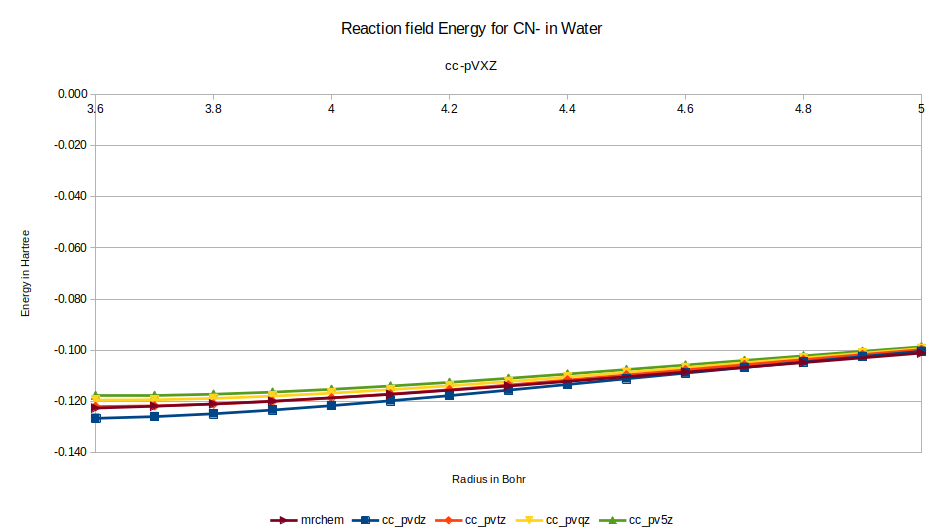 Reaction field Energy for CN- in Water
cc-pVXZ
0.000
3.6 3.8 4 4.2 4.4 4.6 4.8 5
-0.020
-0.040
-0.060
-0.080
-0.100
-0.120
-0.140
Energy in Hartree
Radius in Bohr
mrchem cc_pvdz cc_pvtz cc_pvqz cc_pv5z